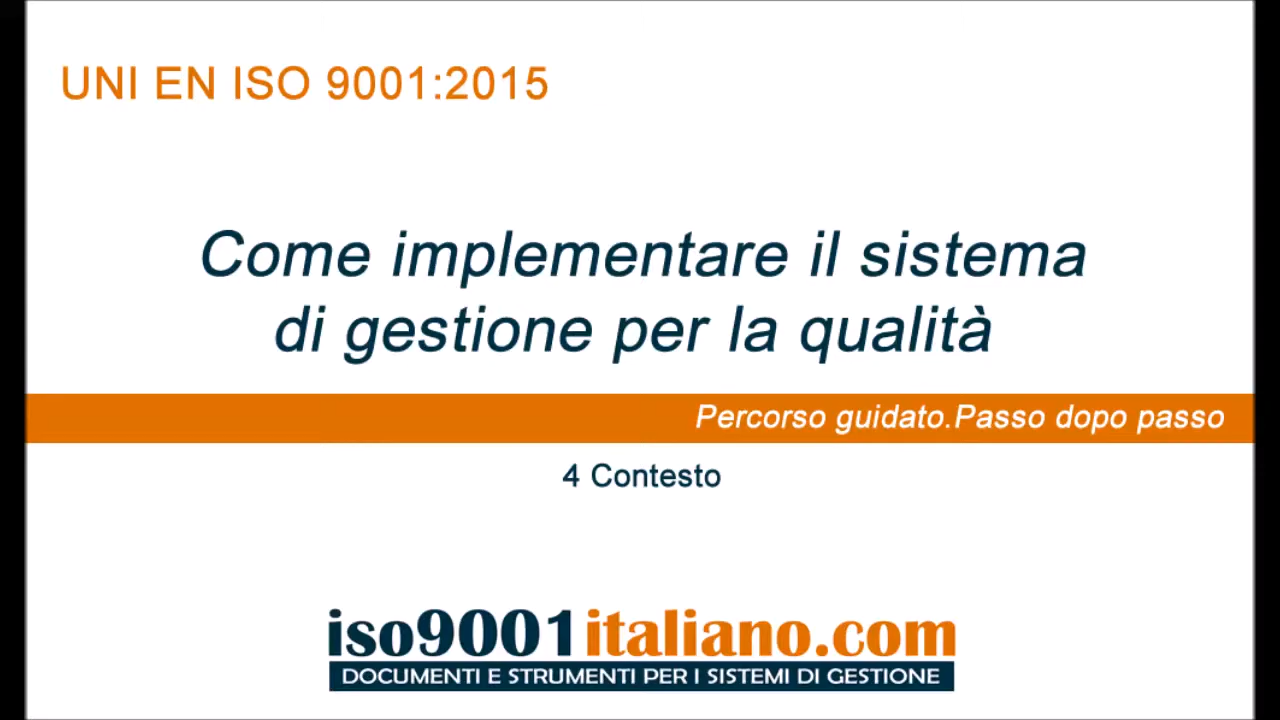 UNI EN ISO 9001:2015
Come implementare il sistema
di gestione per la qualità
Percorso guidato.Passo dopo passo
4 Contesto
iso9001italiano.com
DOCUMENTI E STRUMENTI PER I SISTEMI DI GESTIONE